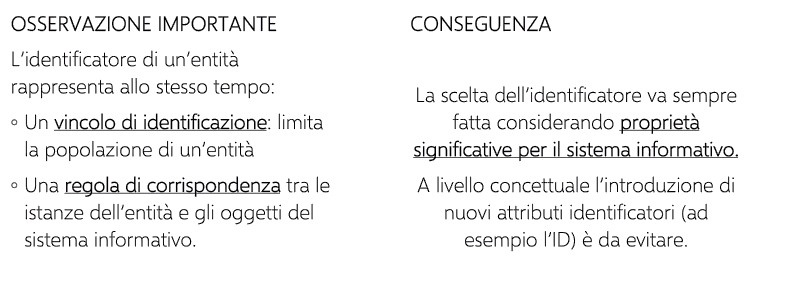 OSSERVAZIONE IMPORTANTE
L'identificatore di un'entità
rappresenta allo stesso tempo:
◦ Un vincolo di identificazione: limita
la popolazione di un'entità
◦ Una regola di corrispondenza tra le
istanze dell'entità e gli oggetti del
sistema informativo.
CONSEGUENZA
La scelta dell'identificatore va sempre
fatta considerando proprietà
significative per il sistema informativo.
A livello concettuale l'introduzione di
nuovi attributi identificatori (ad
esempio l'ID) è da evitare.